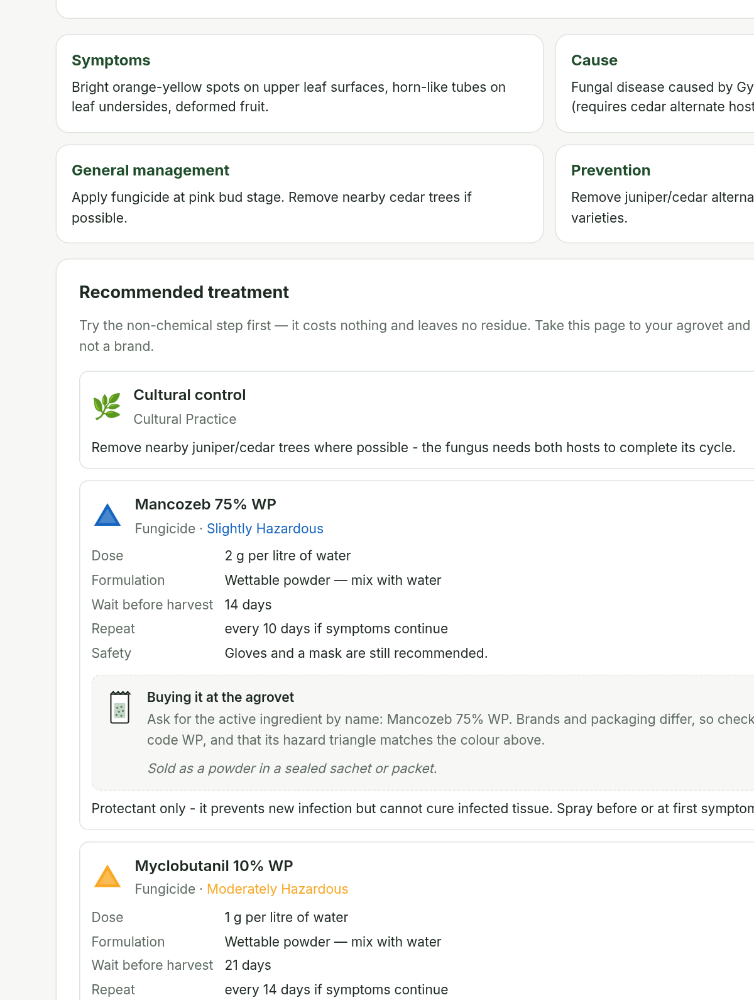 Symptoms
Bright orange-yellow spots on upper leaf surfaces, horn-like tubes on
leaf undersides, deformed fruit.
Cause
Fungal disease caused by Gy
(requires cedar alternate host
General management
Apply fungicide at pink bud stage. Remove nearby cedar trees if
possible.
Prevention
Remove juniper/cedar alterna
varieties.
Recommended treatment
Try the non-chemical step first — it costs nothing and leaves no residue. Take this page to your agrovet and
not a brand.
Cultural control
Cultural Practice
Remove nearby juniper/cedar trees where possible - the fungus needs both hosts to complete its cycle.
Mancozeb 75% WP
Fungicide · Slightly Hazardous
Dose 2 g per litre of water
Formulation Wettable powder — mix with water
Wait before harvest 14 days
Repeat every 10 days if symptoms continue
Safety Gloves and a mask are still recommended.
Buying it at the agrovet
Ask for the active ingredient by name: Mancozeb 75% WP. Brands and packaging differ, so check
code WP, and that its hazard triangle matches the colour above.
Sold as a powder in a sealed sachet or packet.
Protectant only - it prevents new infection but cannot cure infected tissue. Spray before or at first symptom
Myclobutanil 10% WP
Fungicide · Moderately Hazardous
Dose 1 g per litre of water
Formulation Wettable powder — mix with water
Wait before harvest 21 days
Repeat every 14 days if symptoms continue